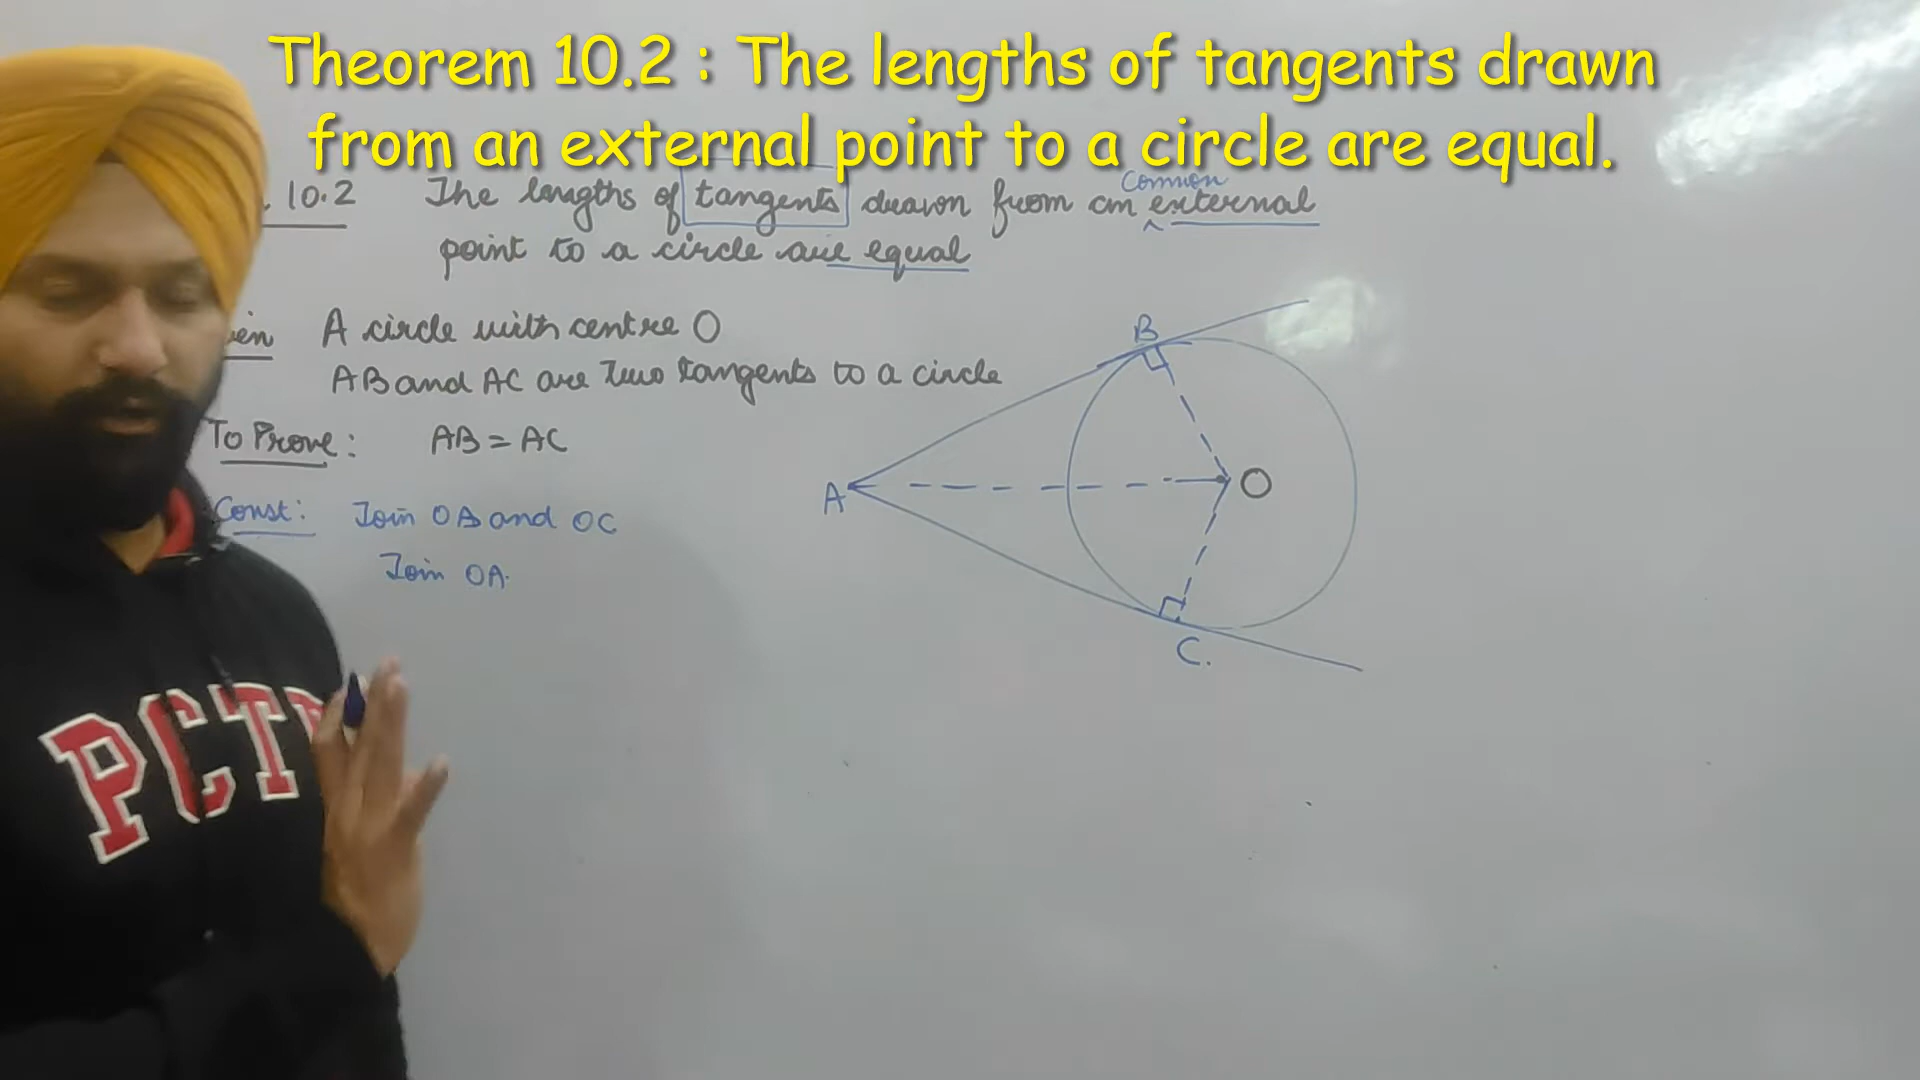 Theorem 10.2 : The lengths of tangents drawn
from an external point to a circle are equal.
10.2 The lengths of tangents drawn from an external
common
^
point to a circle are equal
A circle with centre O
AB and AC are two tangents to a circle
To Prove: AB = AC
Const: Join OB and OC
Join OA.
A
B
O
C.
PCT